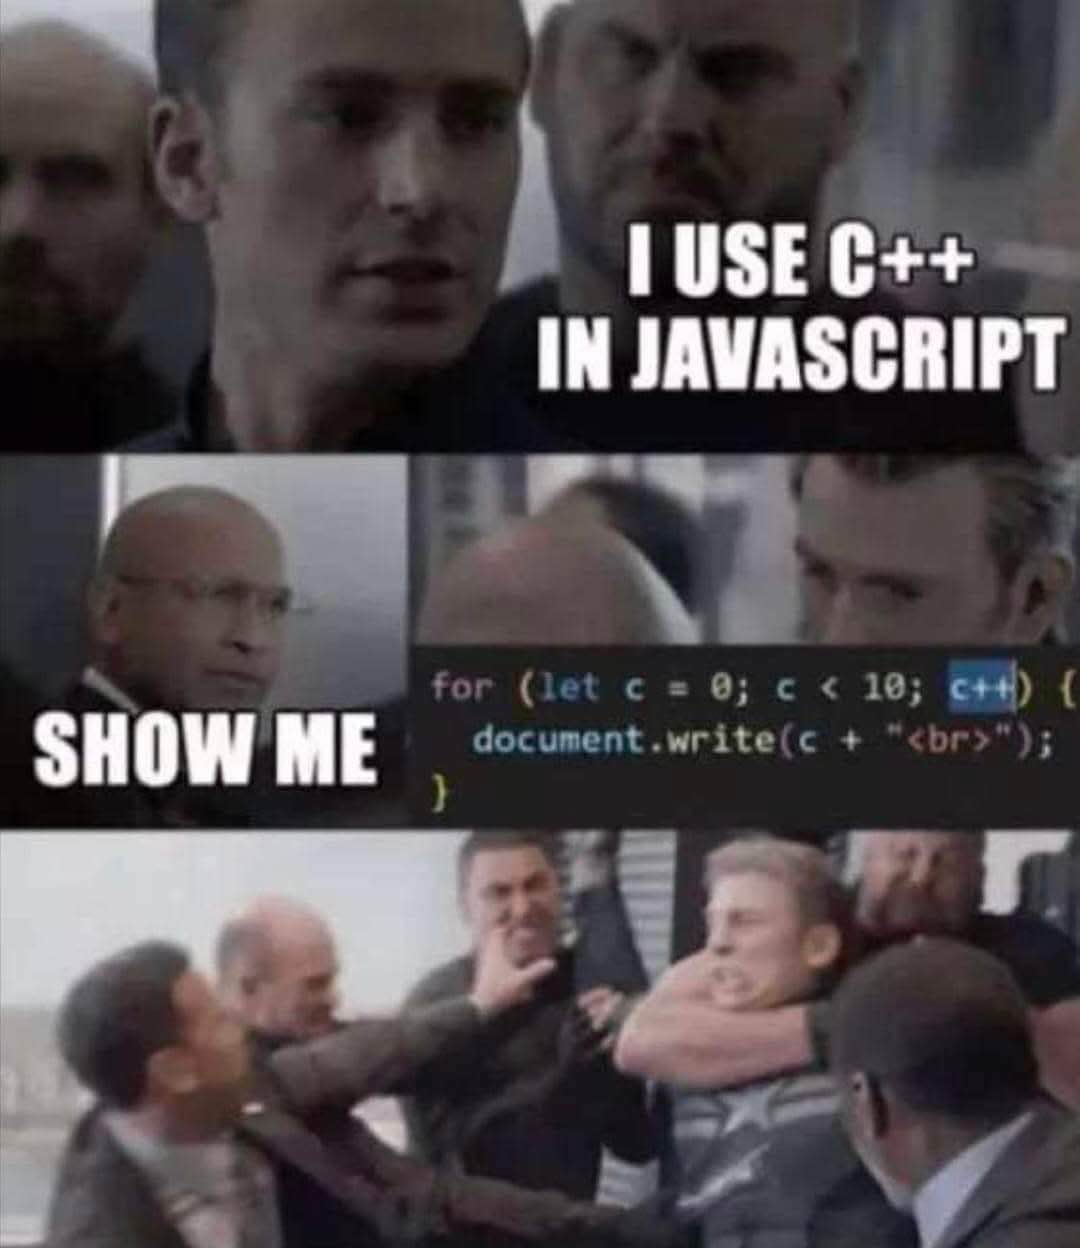 I USE C++
IN JAVASCRIPT
SHOW ME
for (let c = 0; c < 10; c++) {
document.write(c + "<br>");
}